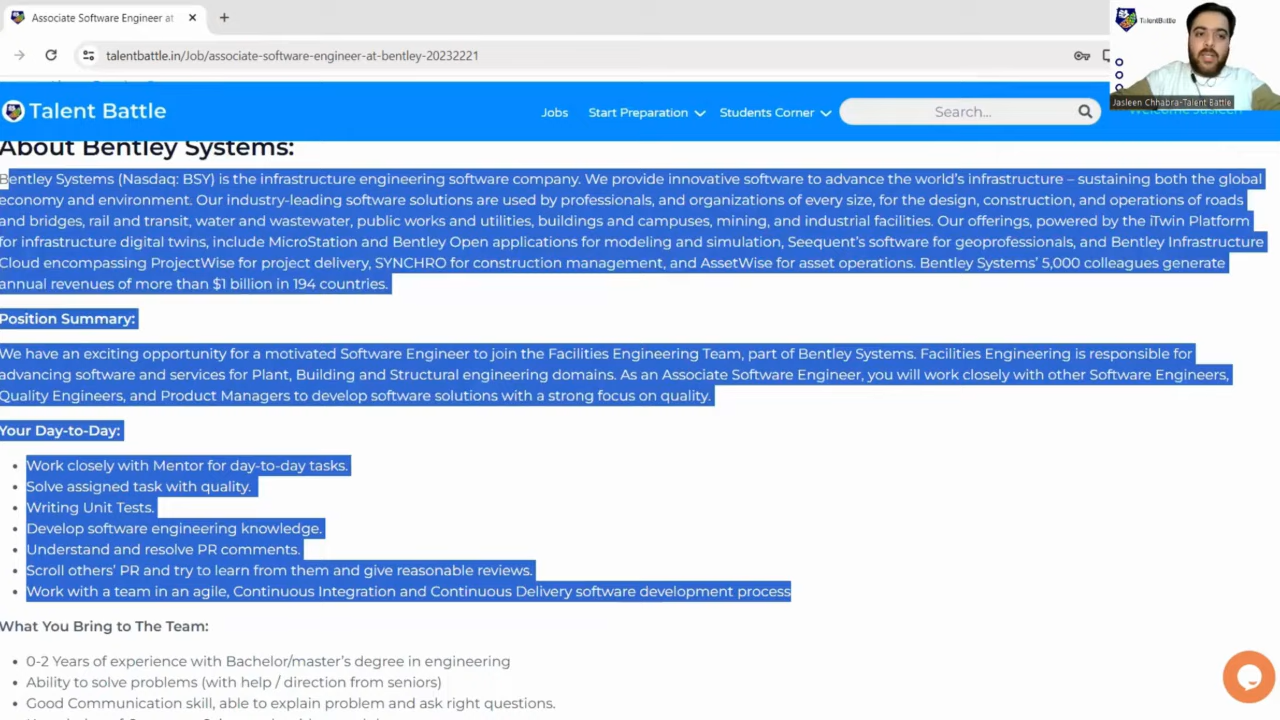 Associate Software Engineer at
talentbattle.in/Job/associate-software-engineer-at-bentley-20232221
TalentBattle
Jasleen Chhabra-Talent Battle
Talent Battle
Jobs
Start Preparation
Students Corner
Search...
Welcome Jasleen
About Bentley Systems:
Bentley Systems (Nasdaq: BSY) is the infrastructure engineering software company. We provide innovative software to advance the world's infrastructure – sustaining both the global
economy and environment. Our industry-leading software solutions are used by professionals, and organizations of every size, for the design, construction, and operations of roads
and bridges, rail and transit, water and wastewater, public works and utilities, buildings and campuses, mining, and industrial facilities. Our offerings, powered by the iTwin Platform
for infrastructure digital twins, include MicroStation and Bentley Open applications for modeling and simulation, Seequent's software for geoprofessionals, and Bentley Infrastructure
Cloud encompassing ProjectWise for project delivery, SYNCHRO for construction management, and AssetWise for asset operations. Bentley Systems' 5,000 colleagues generate
annual revenues of more than $1 billion in 194 countries.
Position Summary:
We have an exciting opportunity for a motivated Software Engineer to join the Facilities Engineering Team, part of Bentley Systems. Facilities Engineering is responsible for
advancing software and services for Plant, Building and Structural engineering domains. As an Associate Software Engineer, you will work closely with other Software Engineers,
Quality Engineers, and Product Managers to develop software solutions with a strong focus on quality.
Your Day-to-Day:
Work closely with Mentor for day-to-day tasks.
Solve assigned task with quality.
Writing Unit Tests.
Develop software engineering knowledge.
Understand and resolve PR comments.
Scroll others' PR and try to learn from them and give reasonable reviews.
Work with a team in an agile, Continuous Integration and Continuous Delivery software development process
What You Bring to The Team:
0-2 Years of experience with Bachelor/master's degree in engineering
Ability to solve problems (with help / direction from seniors)
Good Communication skill, able to explain problem and ask right questions.